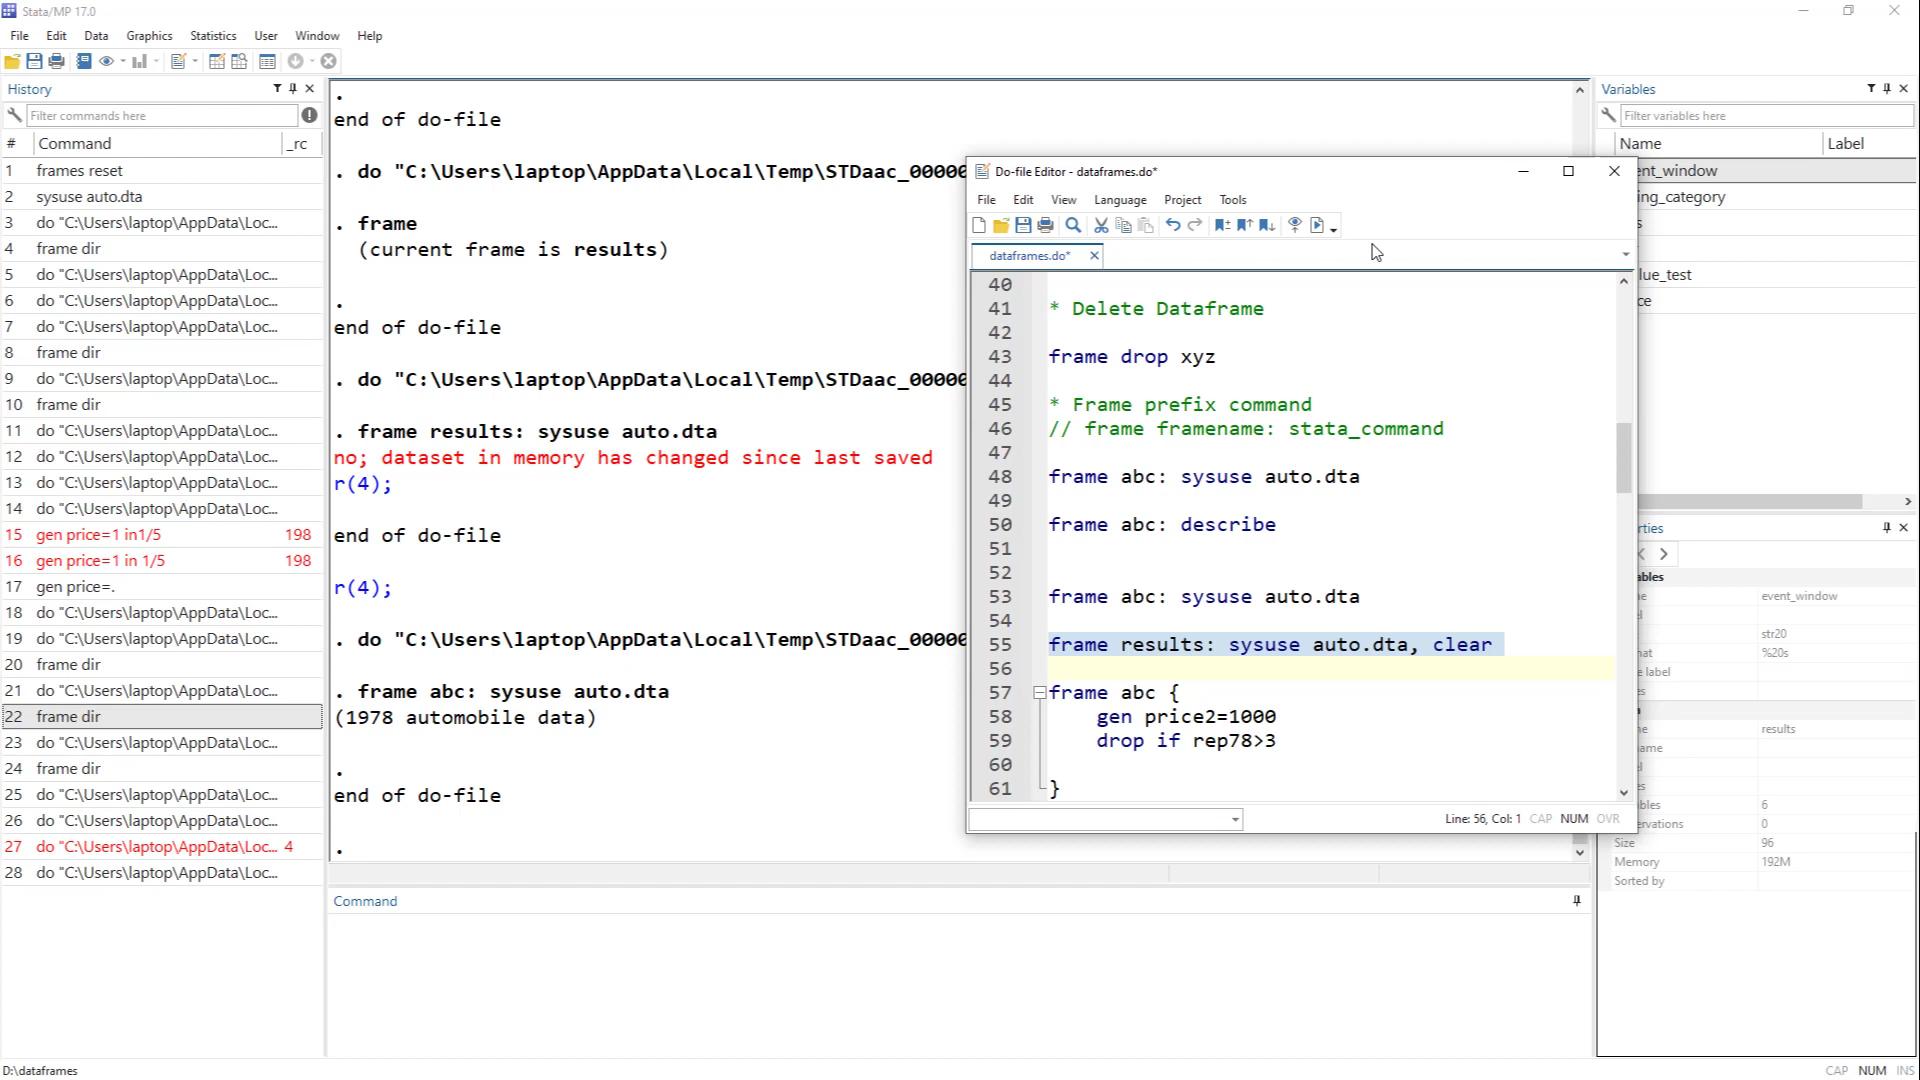 Stata/MP 17.0
File Edit Data Graphics Statistics User Window Help
History
Filter commands here
# Command _rc
1 frames reset
2 sysuse auto.dta
3 do "C:\Users\laptop\AppData\Loc...
4 frame dir
5 do "C:\Users\laptop\AppData\Loc...
6 do "C:\Users\laptop\AppData\Loc...
7 do "C:\Users\laptop\AppData\Loc...
8 frame dir
9 do "C:\Users\laptop\AppData\Loc...
10 frame dir
11 do "C:\Users\laptop\AppData\Loc...
12 do "C:\Users\laptop\AppData\Loc...
13 do "C:\Users\laptop\AppData\Loc...
14 do "C:\Users\laptop\AppData\Loc...
15 gen price=1 in1/5 198
16 gen price=1 in 1/5 198
17 gen price=.
18 do "C:\Users\laptop\AppData\Loc...
19 do "C:\Users\laptop\AppData\Loc...
20 frame dir
21 do "C:\Users\laptop\AppData\Loc...
22 frame dir
23 do "C:\Users\laptop\AppData\Loc...
24 frame dir
25 do "C:\Users\laptop\AppData\Loc...
26 do "C:\Users\laptop\AppData\Loc...
27 do "C:\Users\laptop\AppData\Loc... 4
28 do "C:\Users\laptop\AppData\Loc...
.
end of do-file
. do "C:\Users\laptop\AppData\Local\Temp\STDaac_00000
. frame
(current frame is results)
.
end of do-file
. do "C:\Users\laptop\AppData\Local\Temp\STDaac_00000
. frame results: sysuse auto.dta
no; dataset in memory has changed since last saved
r(4);
end of do-file
r(4);
. do "C:\Users\laptop\AppData\Local\Temp\STDaac_00000
. frame abc: sysuse auto.dta
(1978 automobile data)
.
end of do-file
.
Command
Do-file Editor - dataframes.do*
File Edit View Language Project Tools
dataframes.do*
40
41 * Delete Dataframe
42
43 frame drop xyz
44
45 * Frame prefix command
46 // frame framename: stata_command
47
48 frame abc: sysuse auto.dta
49
50 frame abc: describe
51
52
53 frame abc: sysuse auto.dta
54
55 frame results: sysuse auto.dta, clear
56
57 frame abc {
58 gen price2=1000
59 drop if rep78>3
60
61 }
Line: 56, Col: 1 CAP NUM OVR
Variables
Filter variables here
Name Label
ent_window
ing_category
s
lue_test
ce
rties
ables
ne event_window
el
str20
nat %20s
e label
es
a
ne results
name
el
es
bles 6
ervations 0
Size 96
Memory 192M
Sorted by
D:\dataframes
CAP NUM INS